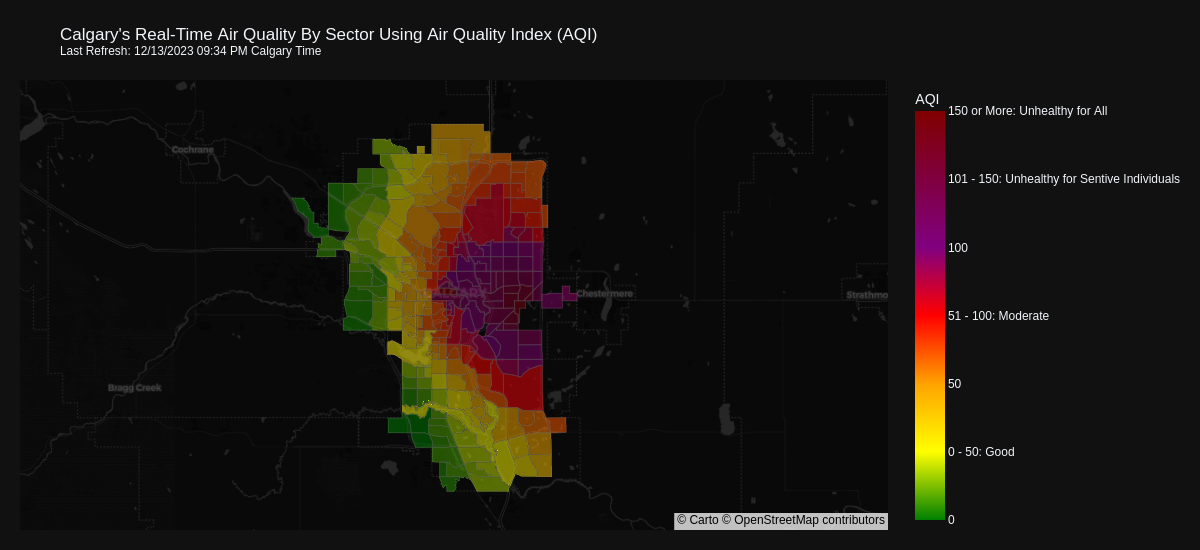 Calgary's Real-Time Air Quality By Sector Using Air Quality Index (AQI)
Last Refresh: 12/13/2023 09:34 PM Calgary Time
AQI
150 or More: Unhealthy for All
101 - 150: Unhealthy for Sentive Individuals
100
51 - 100: Moderate
50
0 - 50: Good
0
Cochrane
CALGARY
Chestermere
Strathmo
Bragg Creek
© Carto © OpenStreetMap contributors